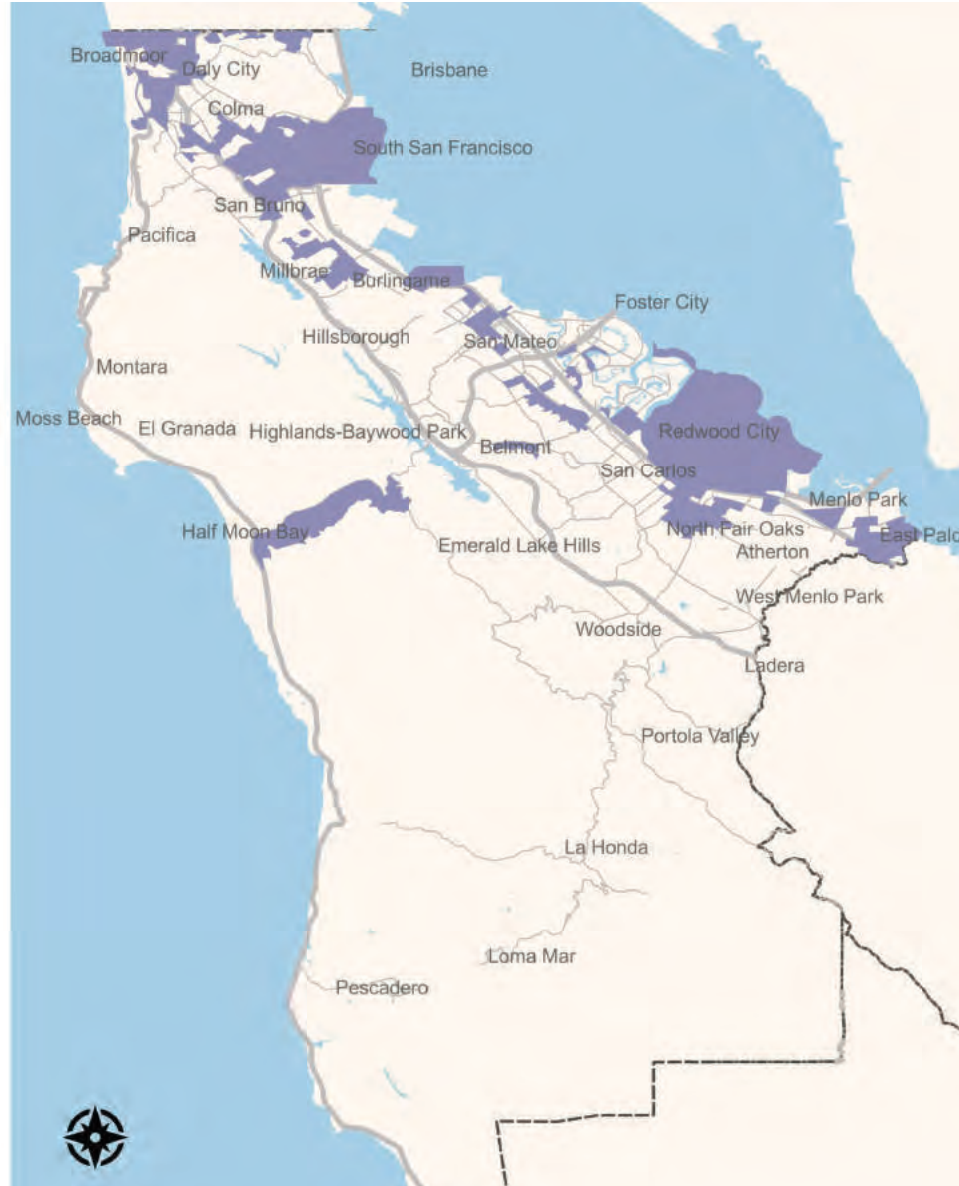 Broadmoor
Brisbane
Daly City
Colma
South San Francisco
San Bruno
Pacifica
Millbrae
Burlingame
Foster City
Hillsborough
San Mateo
Montara
Moss Beach
El Granada
Highlands-Baywood Park
Redwood City
Belmont
San Carlos
Menlo Park
Half Moon Bay
North Fair Oaks
East Palo
Emerald Lake Hills
Atherton
West Menlo Park
Woodside
Ladera
Portola Valley
La Honda
Loma Mar
Pescadero